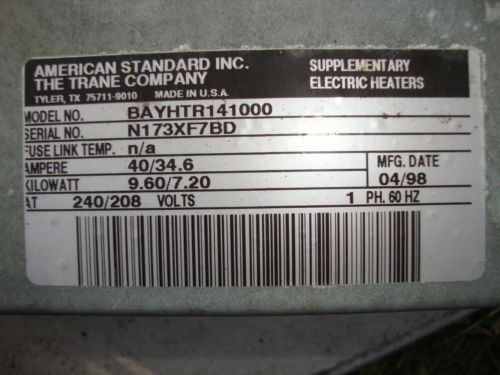 AMERICAN STANDARD INC. SUPPLEMENTARY
THE TRANE COMPANY ELECTRIC HEATERS
TYLER, TX 75711-9010 MADE IN U.S.A.
MODEL NO. BAYHTR141000
SERIAL NO. N173XF7BD
FUSE LINK TEMP. n/a
AMPERE 40/34.6 MFG. DATE
KILOWATT 9.60/7.20 04/98
AT 240/208 VOLTS 1 PH. 60 HZ